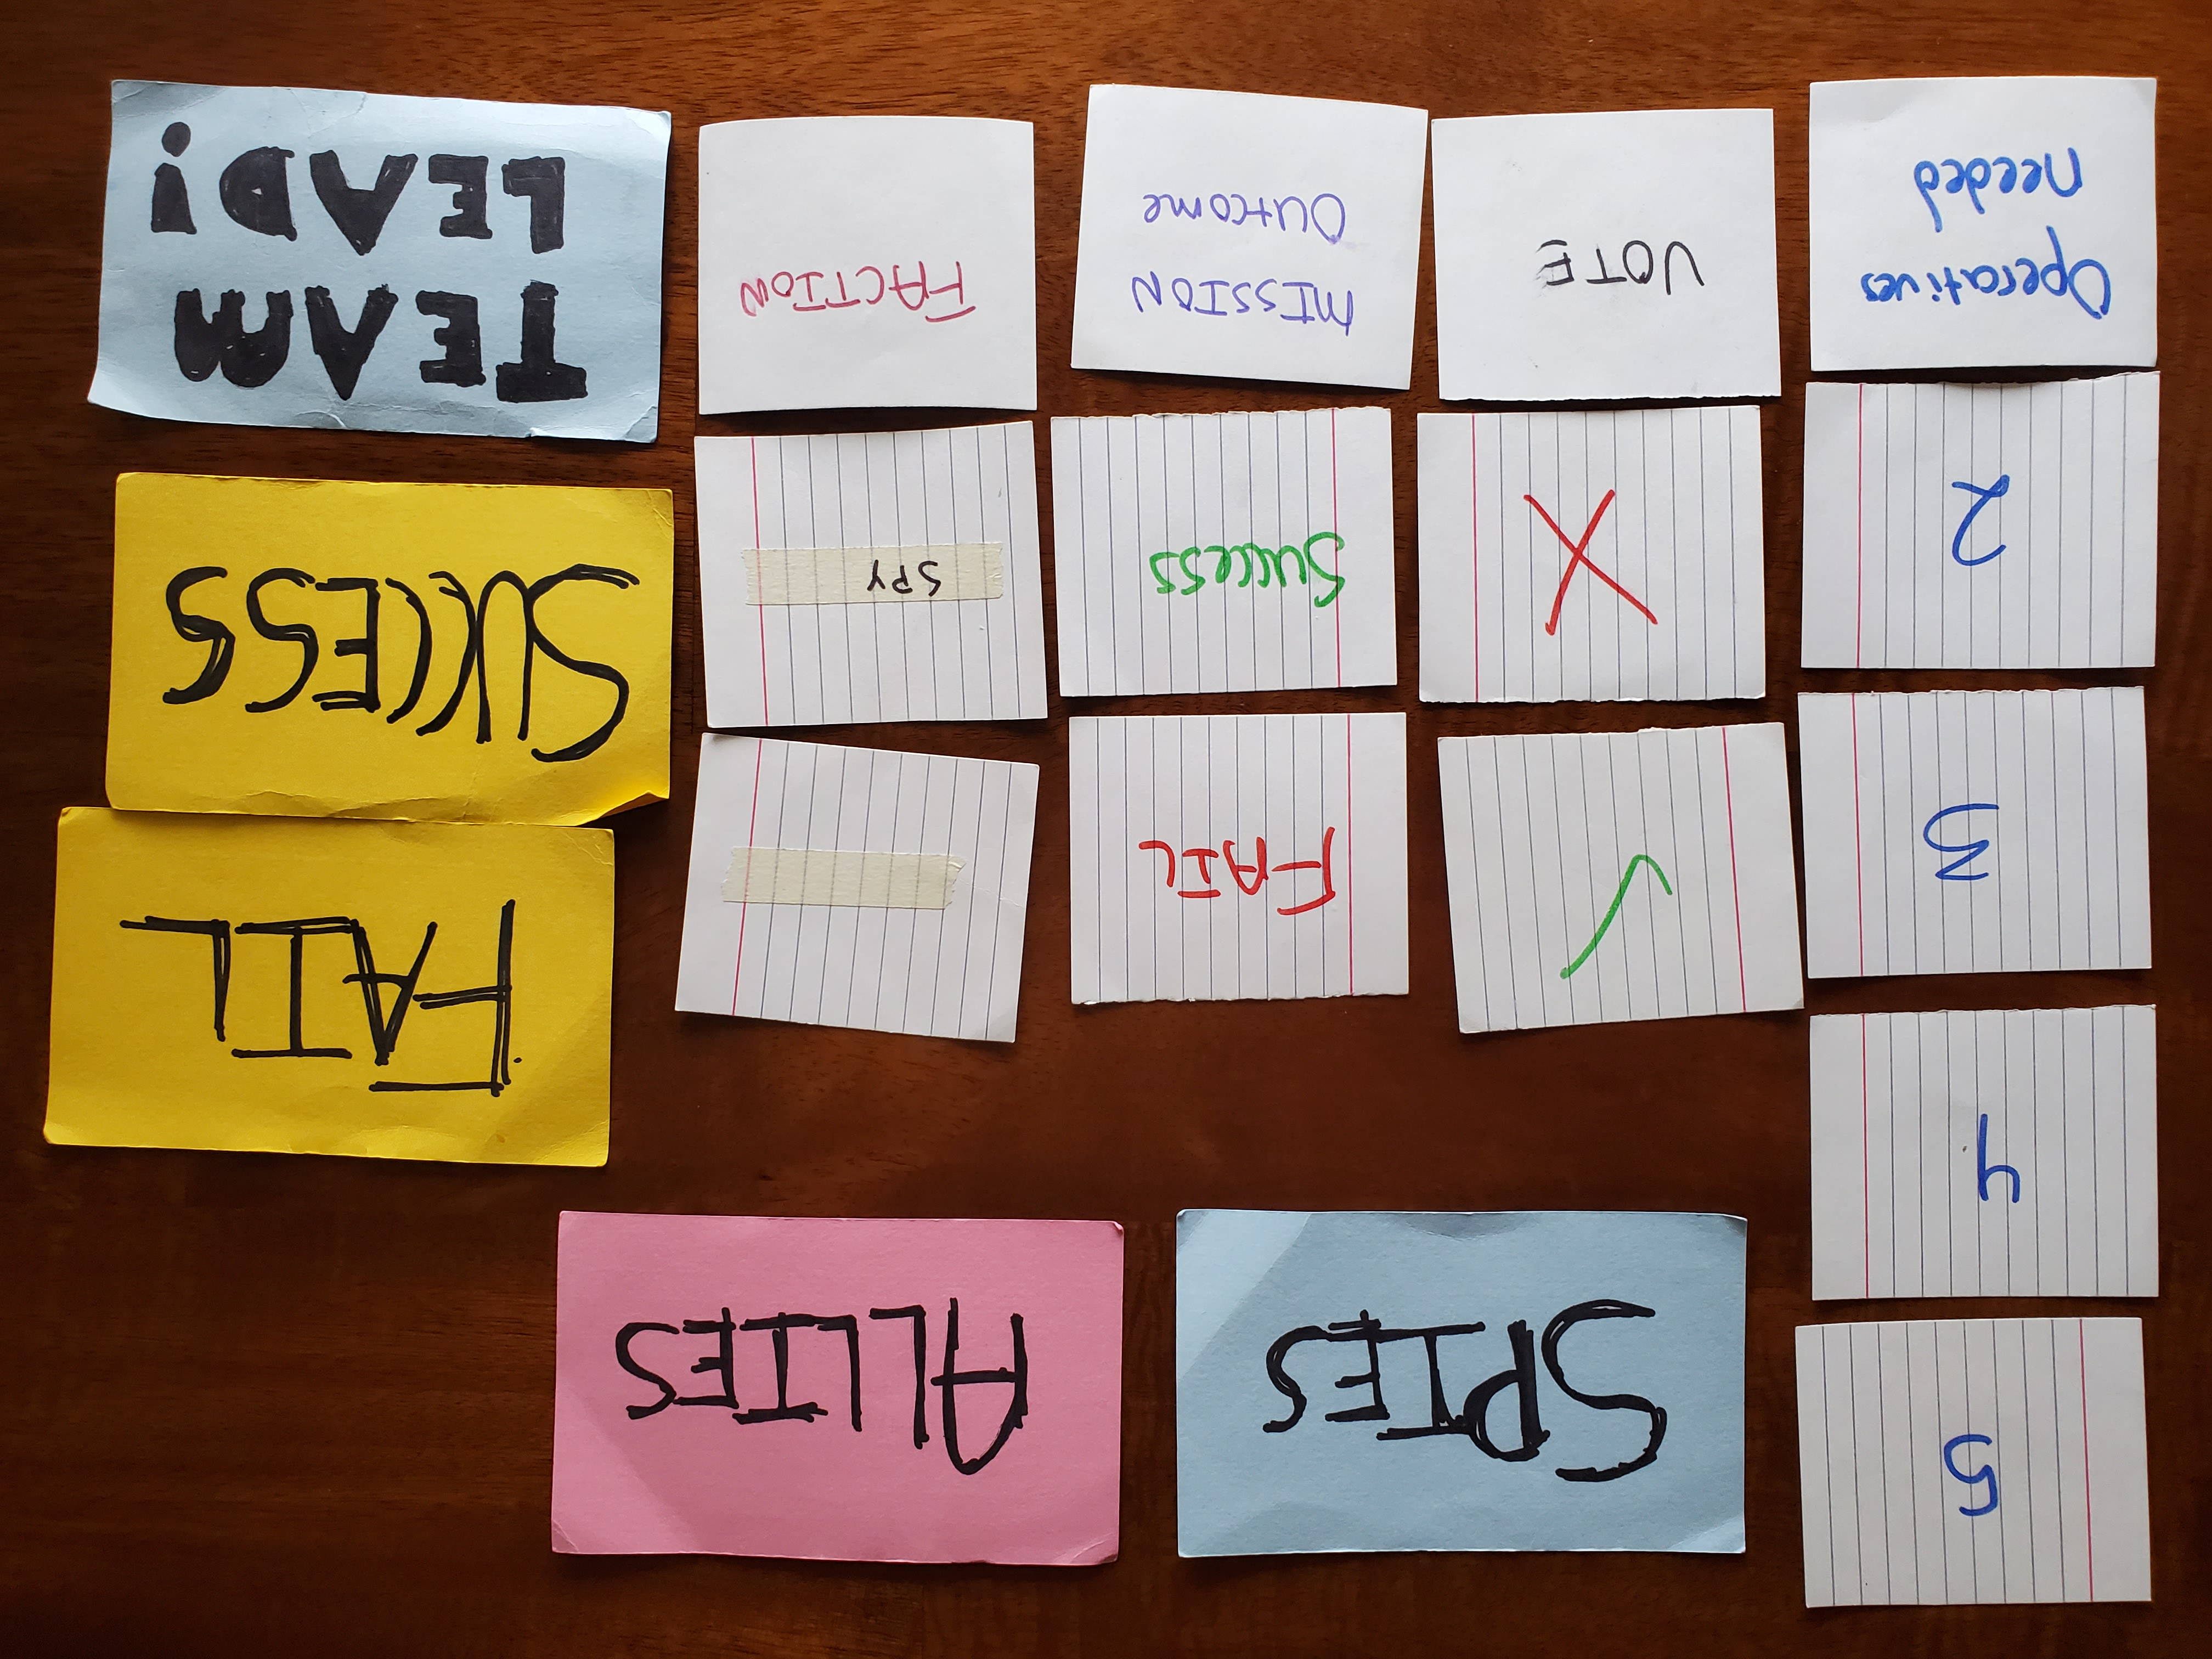 5
SPIES
ALLIES
4
3
✓
FAIL
FAIL
2
X
Success
SPY
SUCCESS
Operatives
needed
VOTE
MISSION
Outcome
FACTION
TEAM
LEAD!